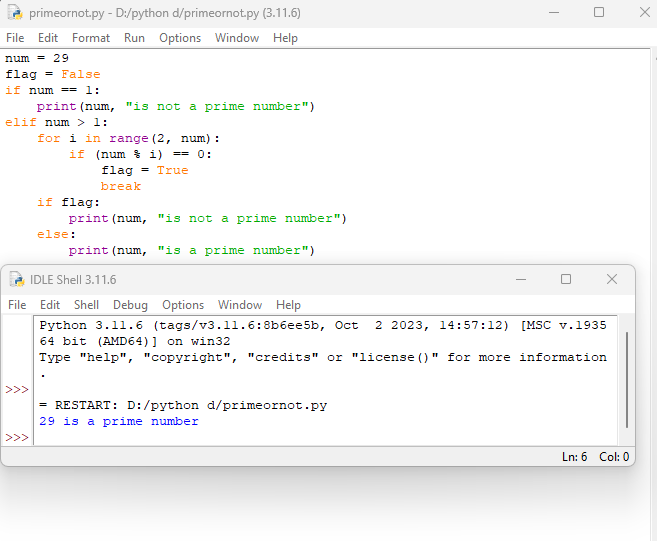 primeornot.py - D:/python d/primeornot.py (3.11.6)
File Edit Format Run Options Window Help
num = 29
flag = False
if num == 1:
    print(num, "is not a prime number")
elif num > 1:
    for i in range(2, num):
        if (num % i) == 0:
            flag = True
            break
    if flag:
        print(num, "is not a prime number")
    else:
        print(num, "is a prime number")
IDLE Shell 3.11.6
File Edit Shell Debug Options Window Help
Python 3.11.6 (tags/v3.11.6:8b6ee5b, Oct  2 2023, 14:57:12) [MSC v.1935
64 bit (AMD64)] on win32
Type "help", "copyright", "credits" or "license()" for more information
.
>>>
= RESTART: D:/python d/primeornot.py
29 is a prime number
>>>
Ln: 6 Col: 0